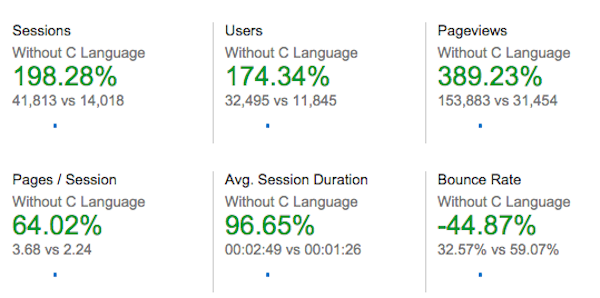 Sessions
Without C Language
198.28%
41,813 vs 14,018
Users
Without C Language
174.34%
32,495 vs 11,845
Pageviews
Without C Language
389.23%
153,883 vs 31,454
Pages / Session
Without C Language
64.02%
3.68 vs 2.24
Avg. Session Duration
Without C Language
96.65%
00:02:49 vs 00:01:26
Bounce Rate
Without C Language
-44.87%
32.57% vs 59.07%